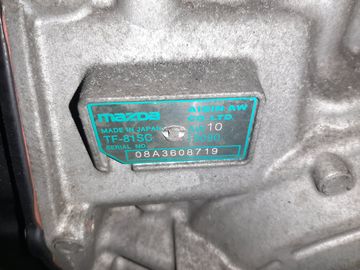 mazda AISIN AW
CO., LTD.
MADE IN JAPAN 10
TF-81SC
SERIAL NO. 08A3608719